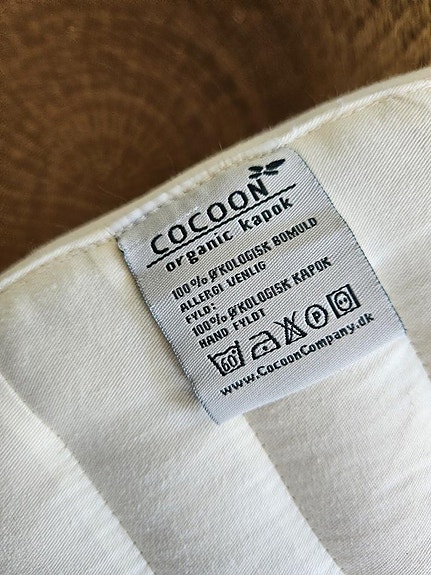 COCOON
organic kapok
100% ØKOLOGISK BOMULD
ALLERGI VENLIG
FYLD:
100% ØKOLOGISK KAPOK
HAND FYLDT
60° P
www.CocoonCompany.dk